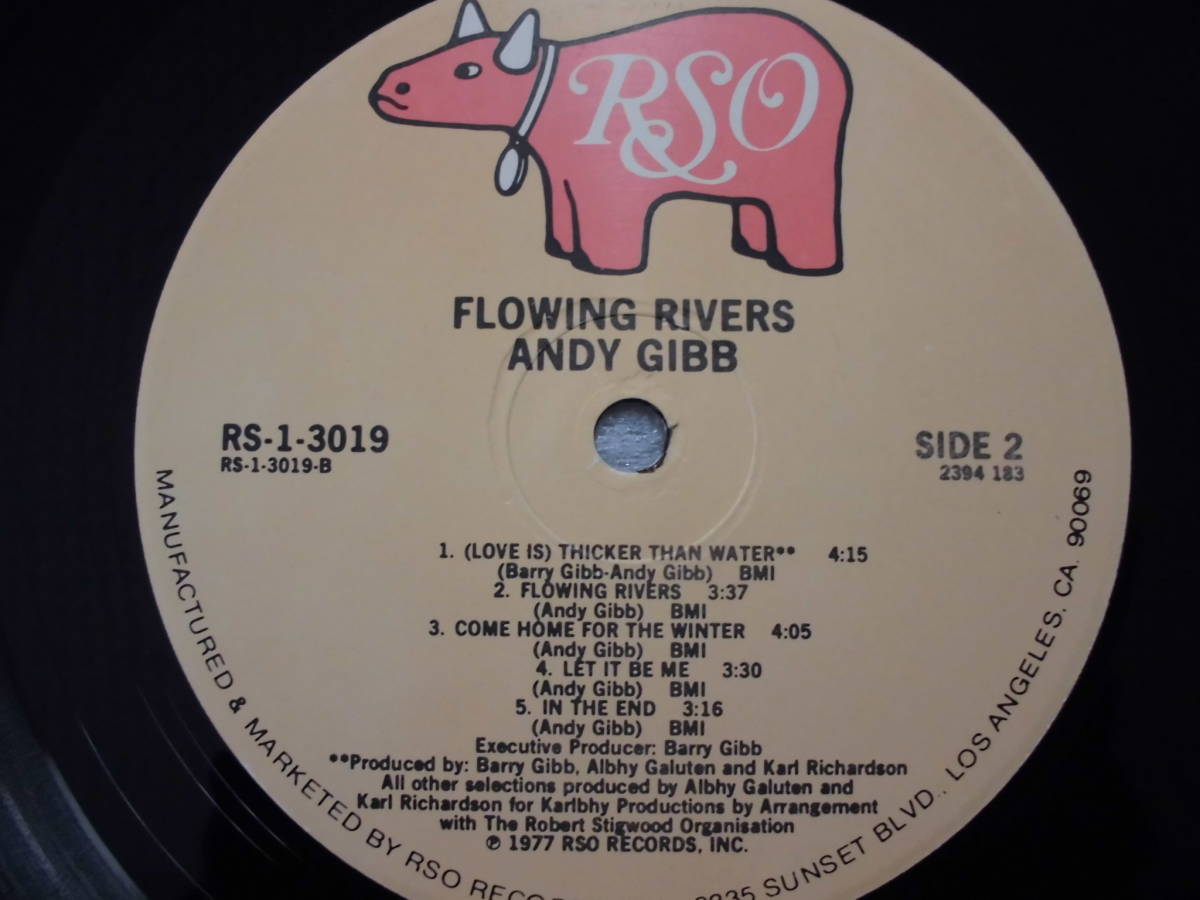 RSO
FLOWING RIVERS
ANDY GIBB
RS-1-3019
RS-1-3019-B
SIDE 2
2394 183
1. (LOVE IS) THICKER THAN WATER** 4:15
(Barry Gibb-Andy Gibb) BMI
2. FLOWING RIVERS 3:37
(Andy Gibb) BMI
3. COME HOME FOR THE WINTER 4:05
(Andy Gibb) BMI
4. LET IT BE ME 3:30
(Andy Gibb) BMI
5. IN THE END 3:16
(Andy Gibb) BMI
Executive Producer: Barry Gibb
**Produced by: Barry Gibb, Albhy Galuten and Karl Richardson
All other selections produced by Albhy Galuten and
Karl Richardson for Karlbhy Productions by Arrangement
with The Robert Stigwood Organisation
℗ 1977 RSO RECORDS, INC.
MANUFACTURED & MARKETED BY RSO SUNSET BLVD., LOS ANGELES, CA. 90069